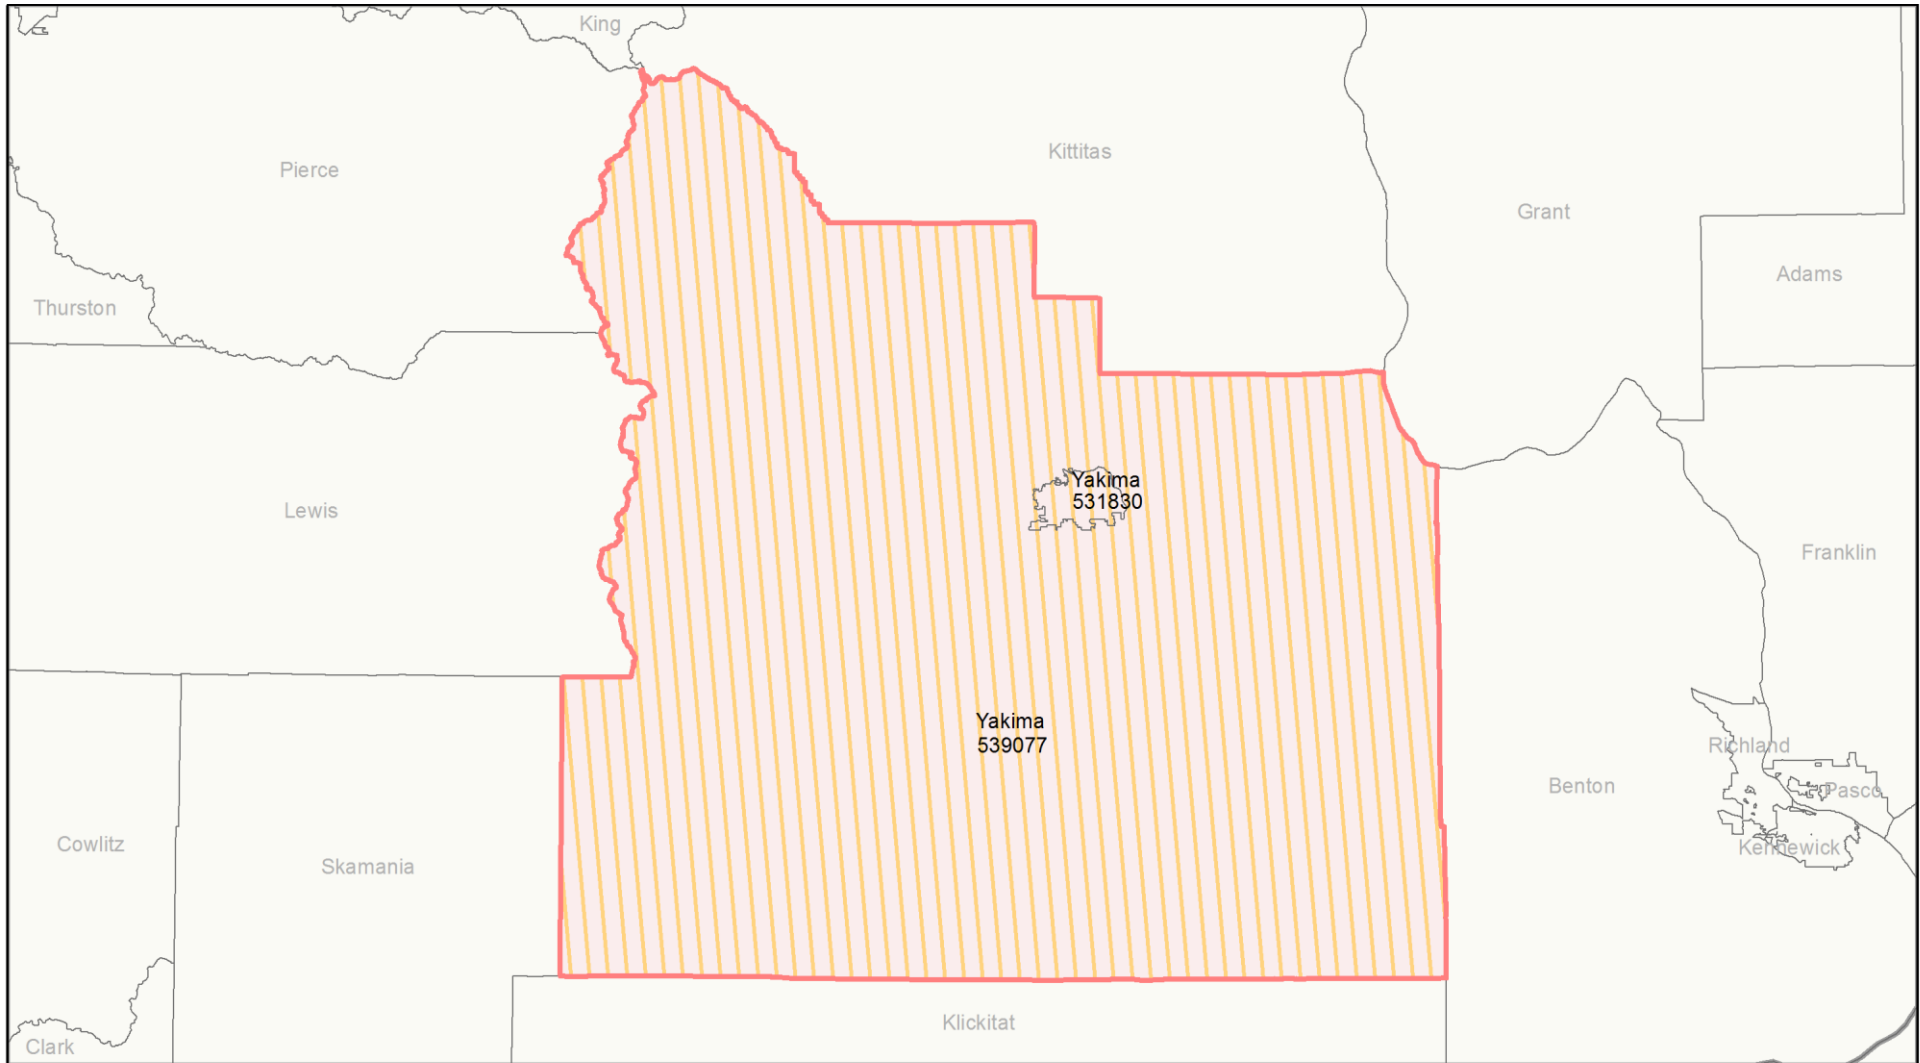 King
Kittitas
Pierce
Grant
Adams
Thurston
Yakima
531830
Lewis
Franklin
Yakima
539077
Richland
Benton
Pasco
Cowlitz
Kennewick
Skamania
Klickitat
Clark